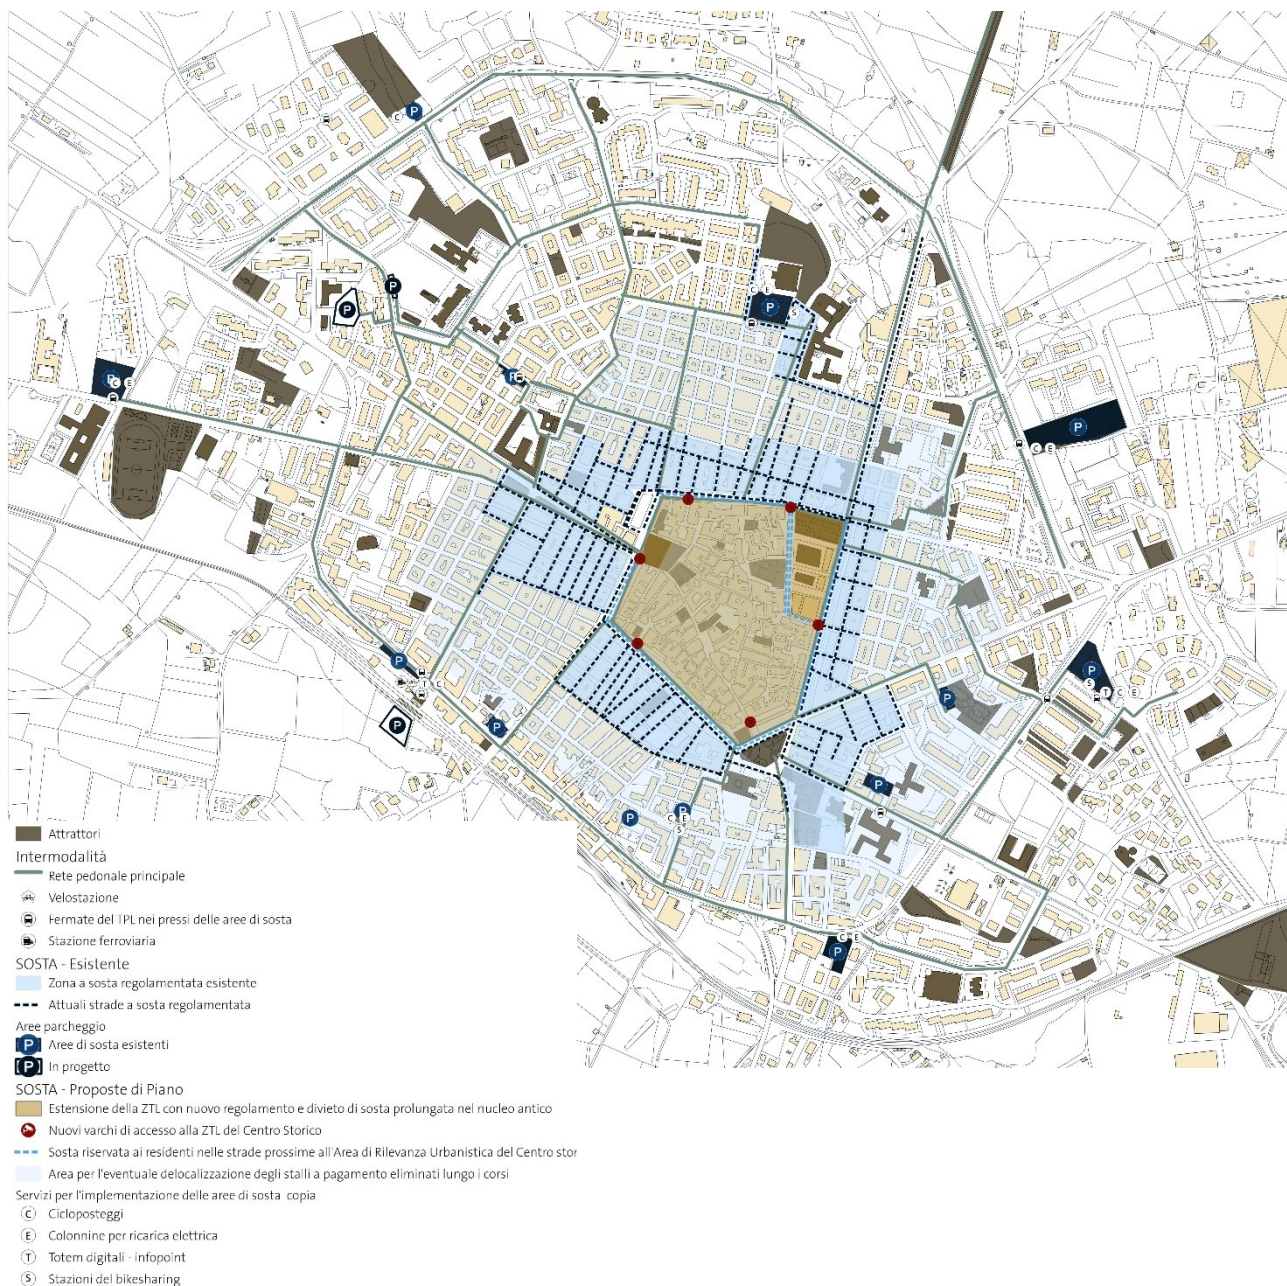 P
C
P
P
C E
P
S
P
P
C E
P
C E
P
T C
P
P
P
S
T C E
P
P
P
P
C E
S
C E
P
Attrattori
Intermodalità
Rete pedonale principale
Velostazione
Fermate del TPL nei pressi delle aree di sosta
Stazione ferroviaria
SOSTA - Esistente
Zona a sosta regolamentata esistente
Attuali strade a sosta regolamentata
Aree parcheggio
P Aree di sosta esistenti
P In progetto
SOSTA - Proposte di Piano
Estensione della ZTL con nuovo regolamento e divieto di sosta prolungata nel nucleo antico
Nuovi varchi di accesso alla ZTL del Centro Storico
Sosta riservata ai residenti nelle strade prossime all'Area di Rilevanza Urbanistica del Centro stor
Area per l'eventuale delocalizzazione degli stalli a pagamento eliminati lungo i corsi
Servizi per l'implementazione delle aree di sosta copia
C Cicloposteggi
E Colonnine per ricarica elettrica
T Totem digitali - infopoint
S Stazioni del bikesharing